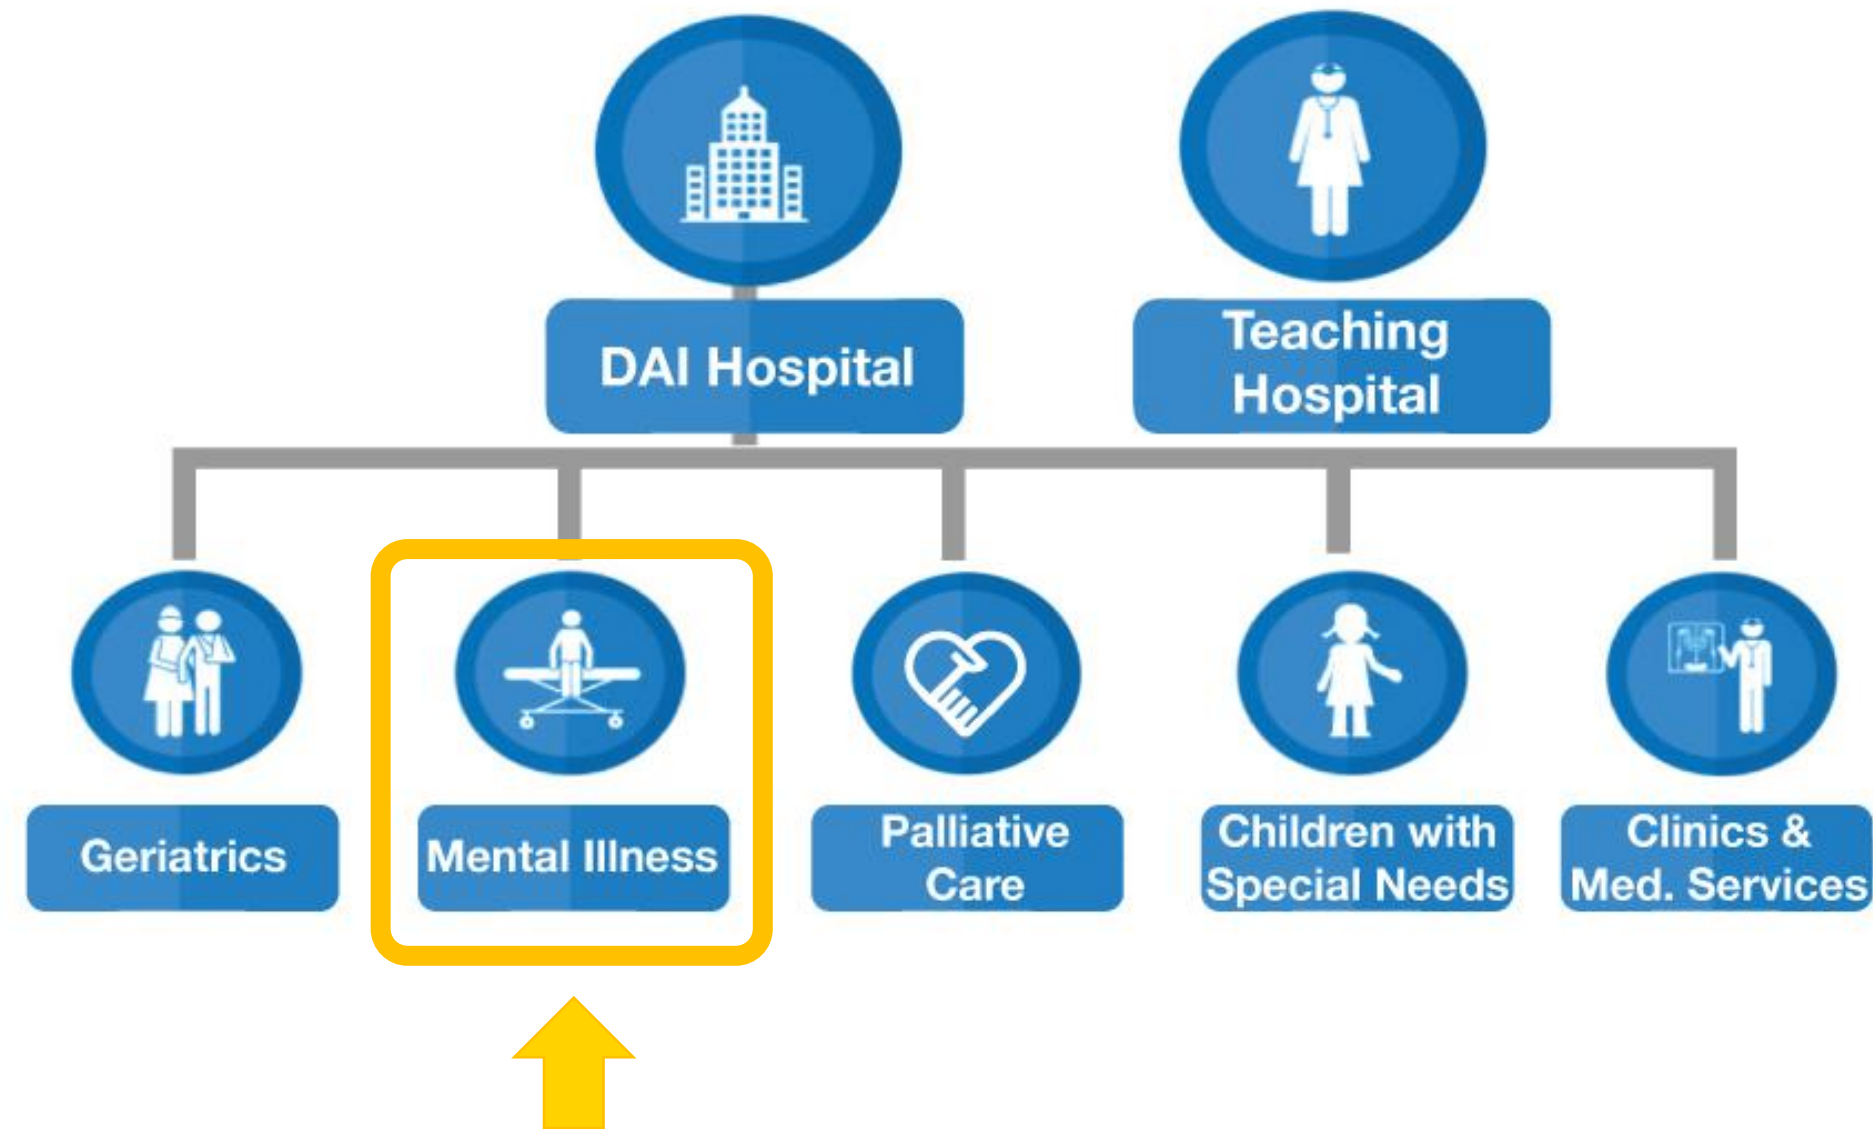 DAI Hospital
Teaching
Hospital
Geriatrics
Mental Illness
Palliative
Care
Children with
Special Needs
Clinics &
Med. Services